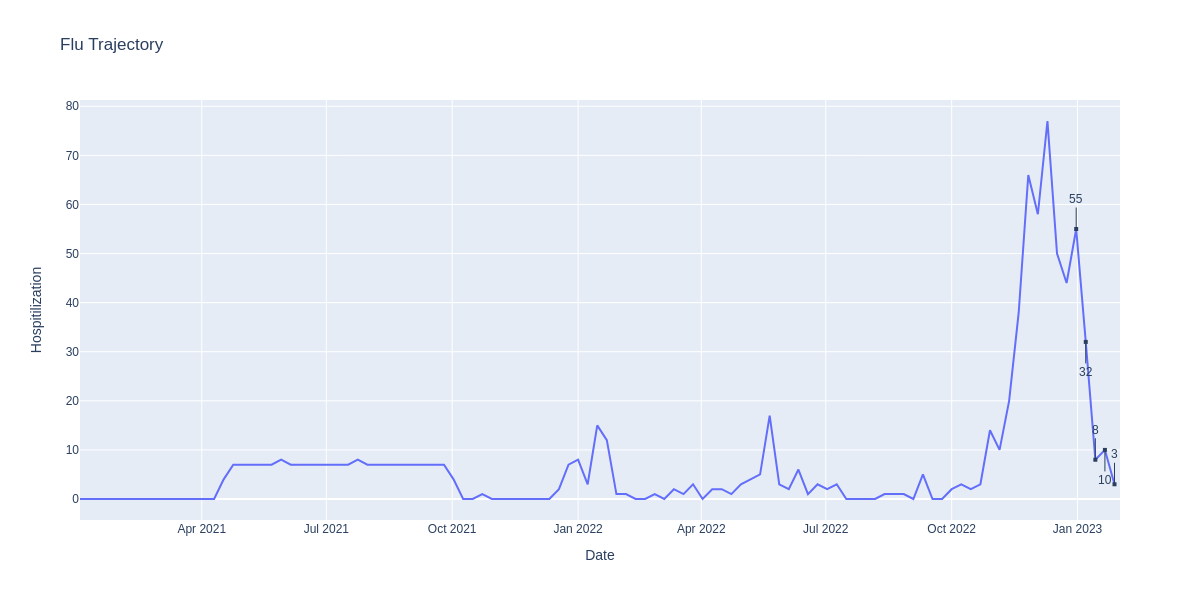 Flu Trajectory
80
70
60
50
40
30
20
10
0
Hospitilization
55
32
8
10
3
Apr 2021
Jul 2021
Oct 2021
Jan 2022
Apr 2022
Jul 2022
Oct 2022
Jan 2023
Date